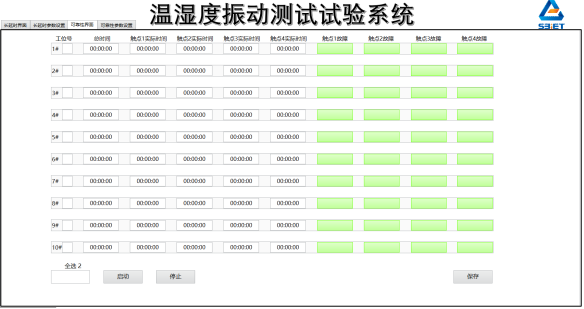 温湿度振动测试试验系统
SBIET
长延时界面 长延时参数设置 可靠性界面 可靠性参数设置
工位号 总时间 触点1实际时间 触点2实际时间 触点3实际时间 触点4实际时间 触点1故障 触点2故障 触点3故障 触点4故障
1# 00:00:00 00:00:00 00:00:00 00:00:00 00:00:00
2# 00:00:00 00:00:00 00:00:00 00:00:00 00:00:00
3# 00:00:00 00:00:00 00:00:00 00:00:00 00:00:00
4# 00:00:00 00:00:00 00:00:00 00:00:00 00:00:00
5# 00:00:00 00:00:00 00:00:00 00:00:00 00:00:00
6# 00:00:00 00:00:00 00:00:00 00:00:00 00:00:00
7# 00:00:00 00:00:00 00:00:00 00:00:00 00:00:00
8# 00:00:00 00:00:00 00:00:00 00:00:00 00:00:00
9# 00:00:00 00:00:00 00:00:00 00:00:00 00:00:00
10# 00:00:00 00:00:00 00:00:00 00:00:00 00:00:00
全选 2
启动 停止 保存